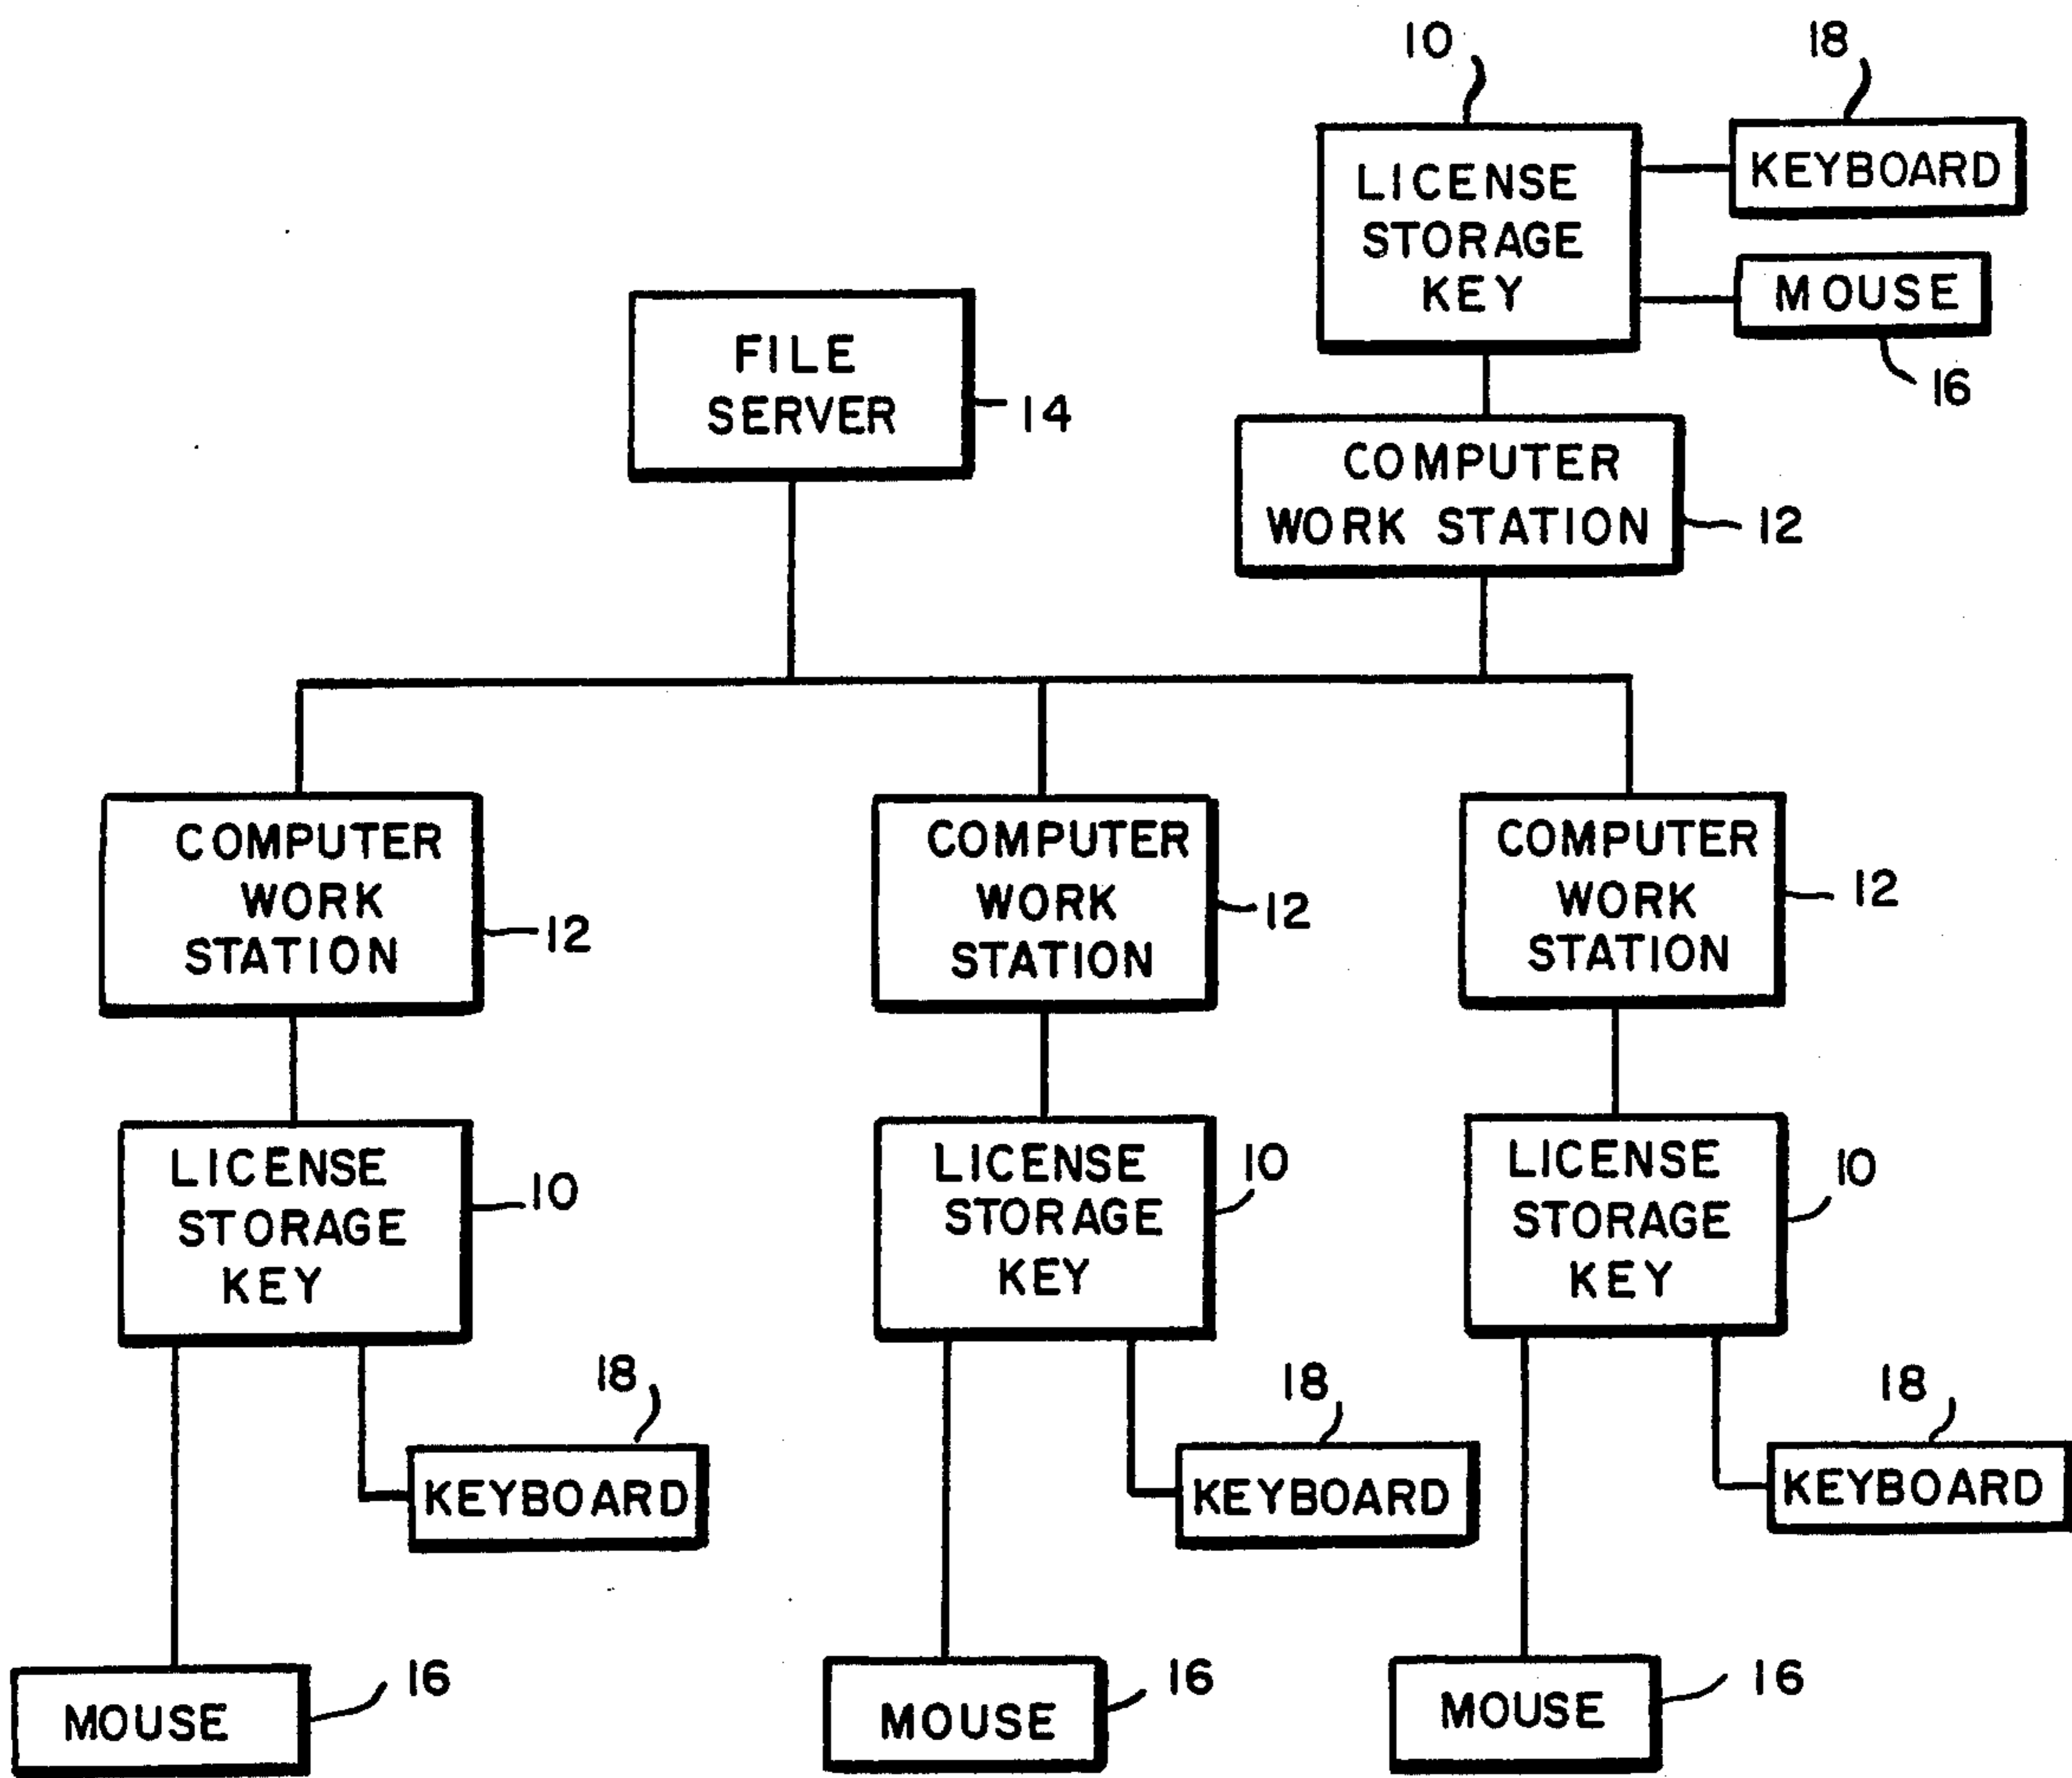 10
18
LICENSE
STORAGE
KEY
KEYBOARD
MOUSE
16
FILE
SERVER
14
COMPUTER
WORK STATION
12
COMPUTER
WORK
STATION
12
COMPUTER
WORK
STATION
12
COMPUTER
WORK
STATION
12
LICENSE
STORAGE
KEY
10
LICENSE
STORAGE
KEY
10
LICENSE
STORAGE
KEY
10
18
KEYBOARD
18
KEYBOARD
18
KEYBOARD
MOUSE
16
MOUSE
16
MOUSE
16